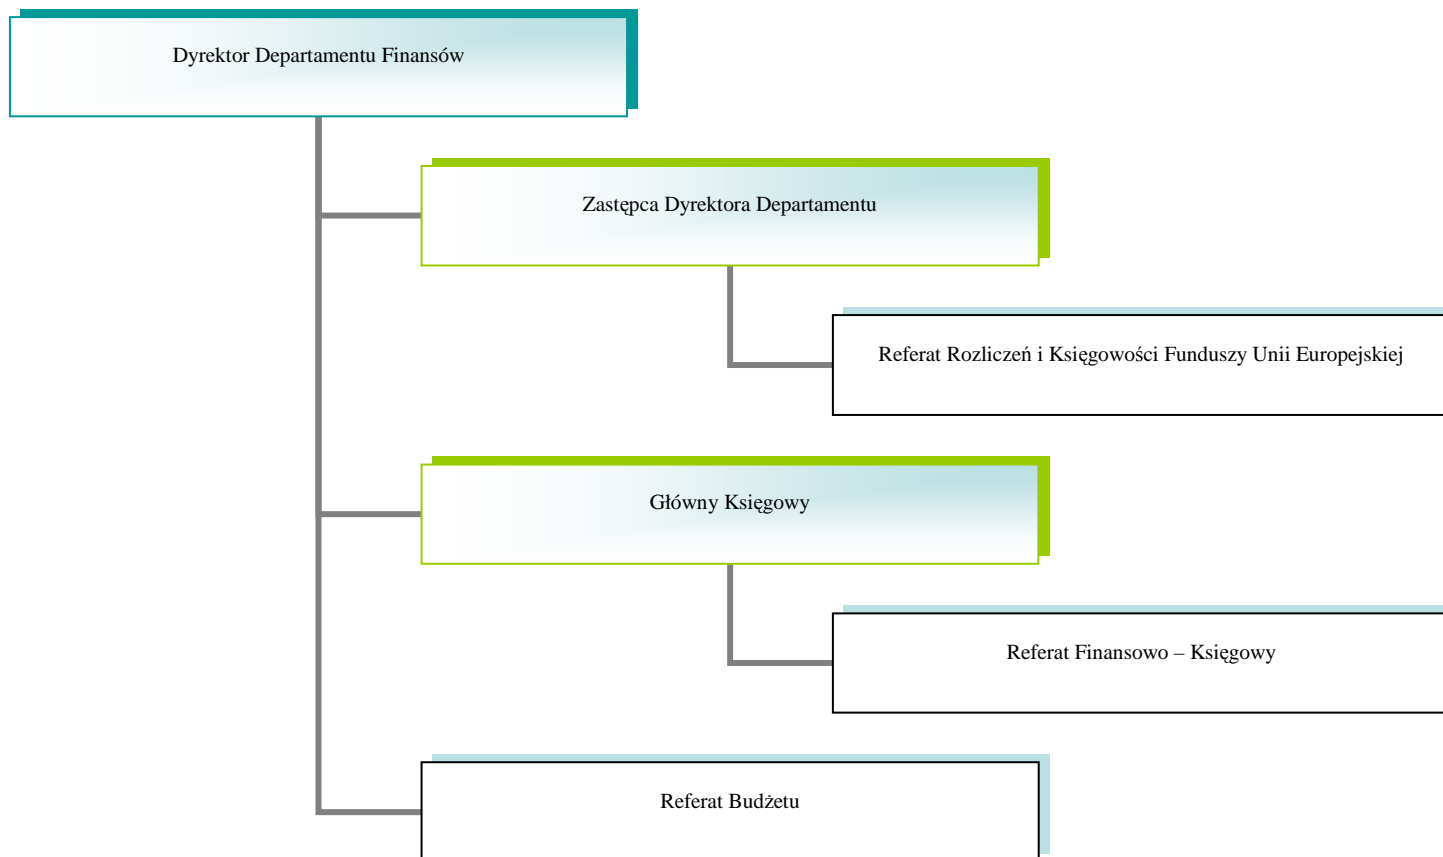 Dyrektor Departamentu Finansów
Zastępca Dyrektora Departamentu
Referat Rozliczeń i Księgowości Funduszy Unii Europejskiej
Główny Księgowy
Referat Finansowo – Księgowy
Referat Budżetu